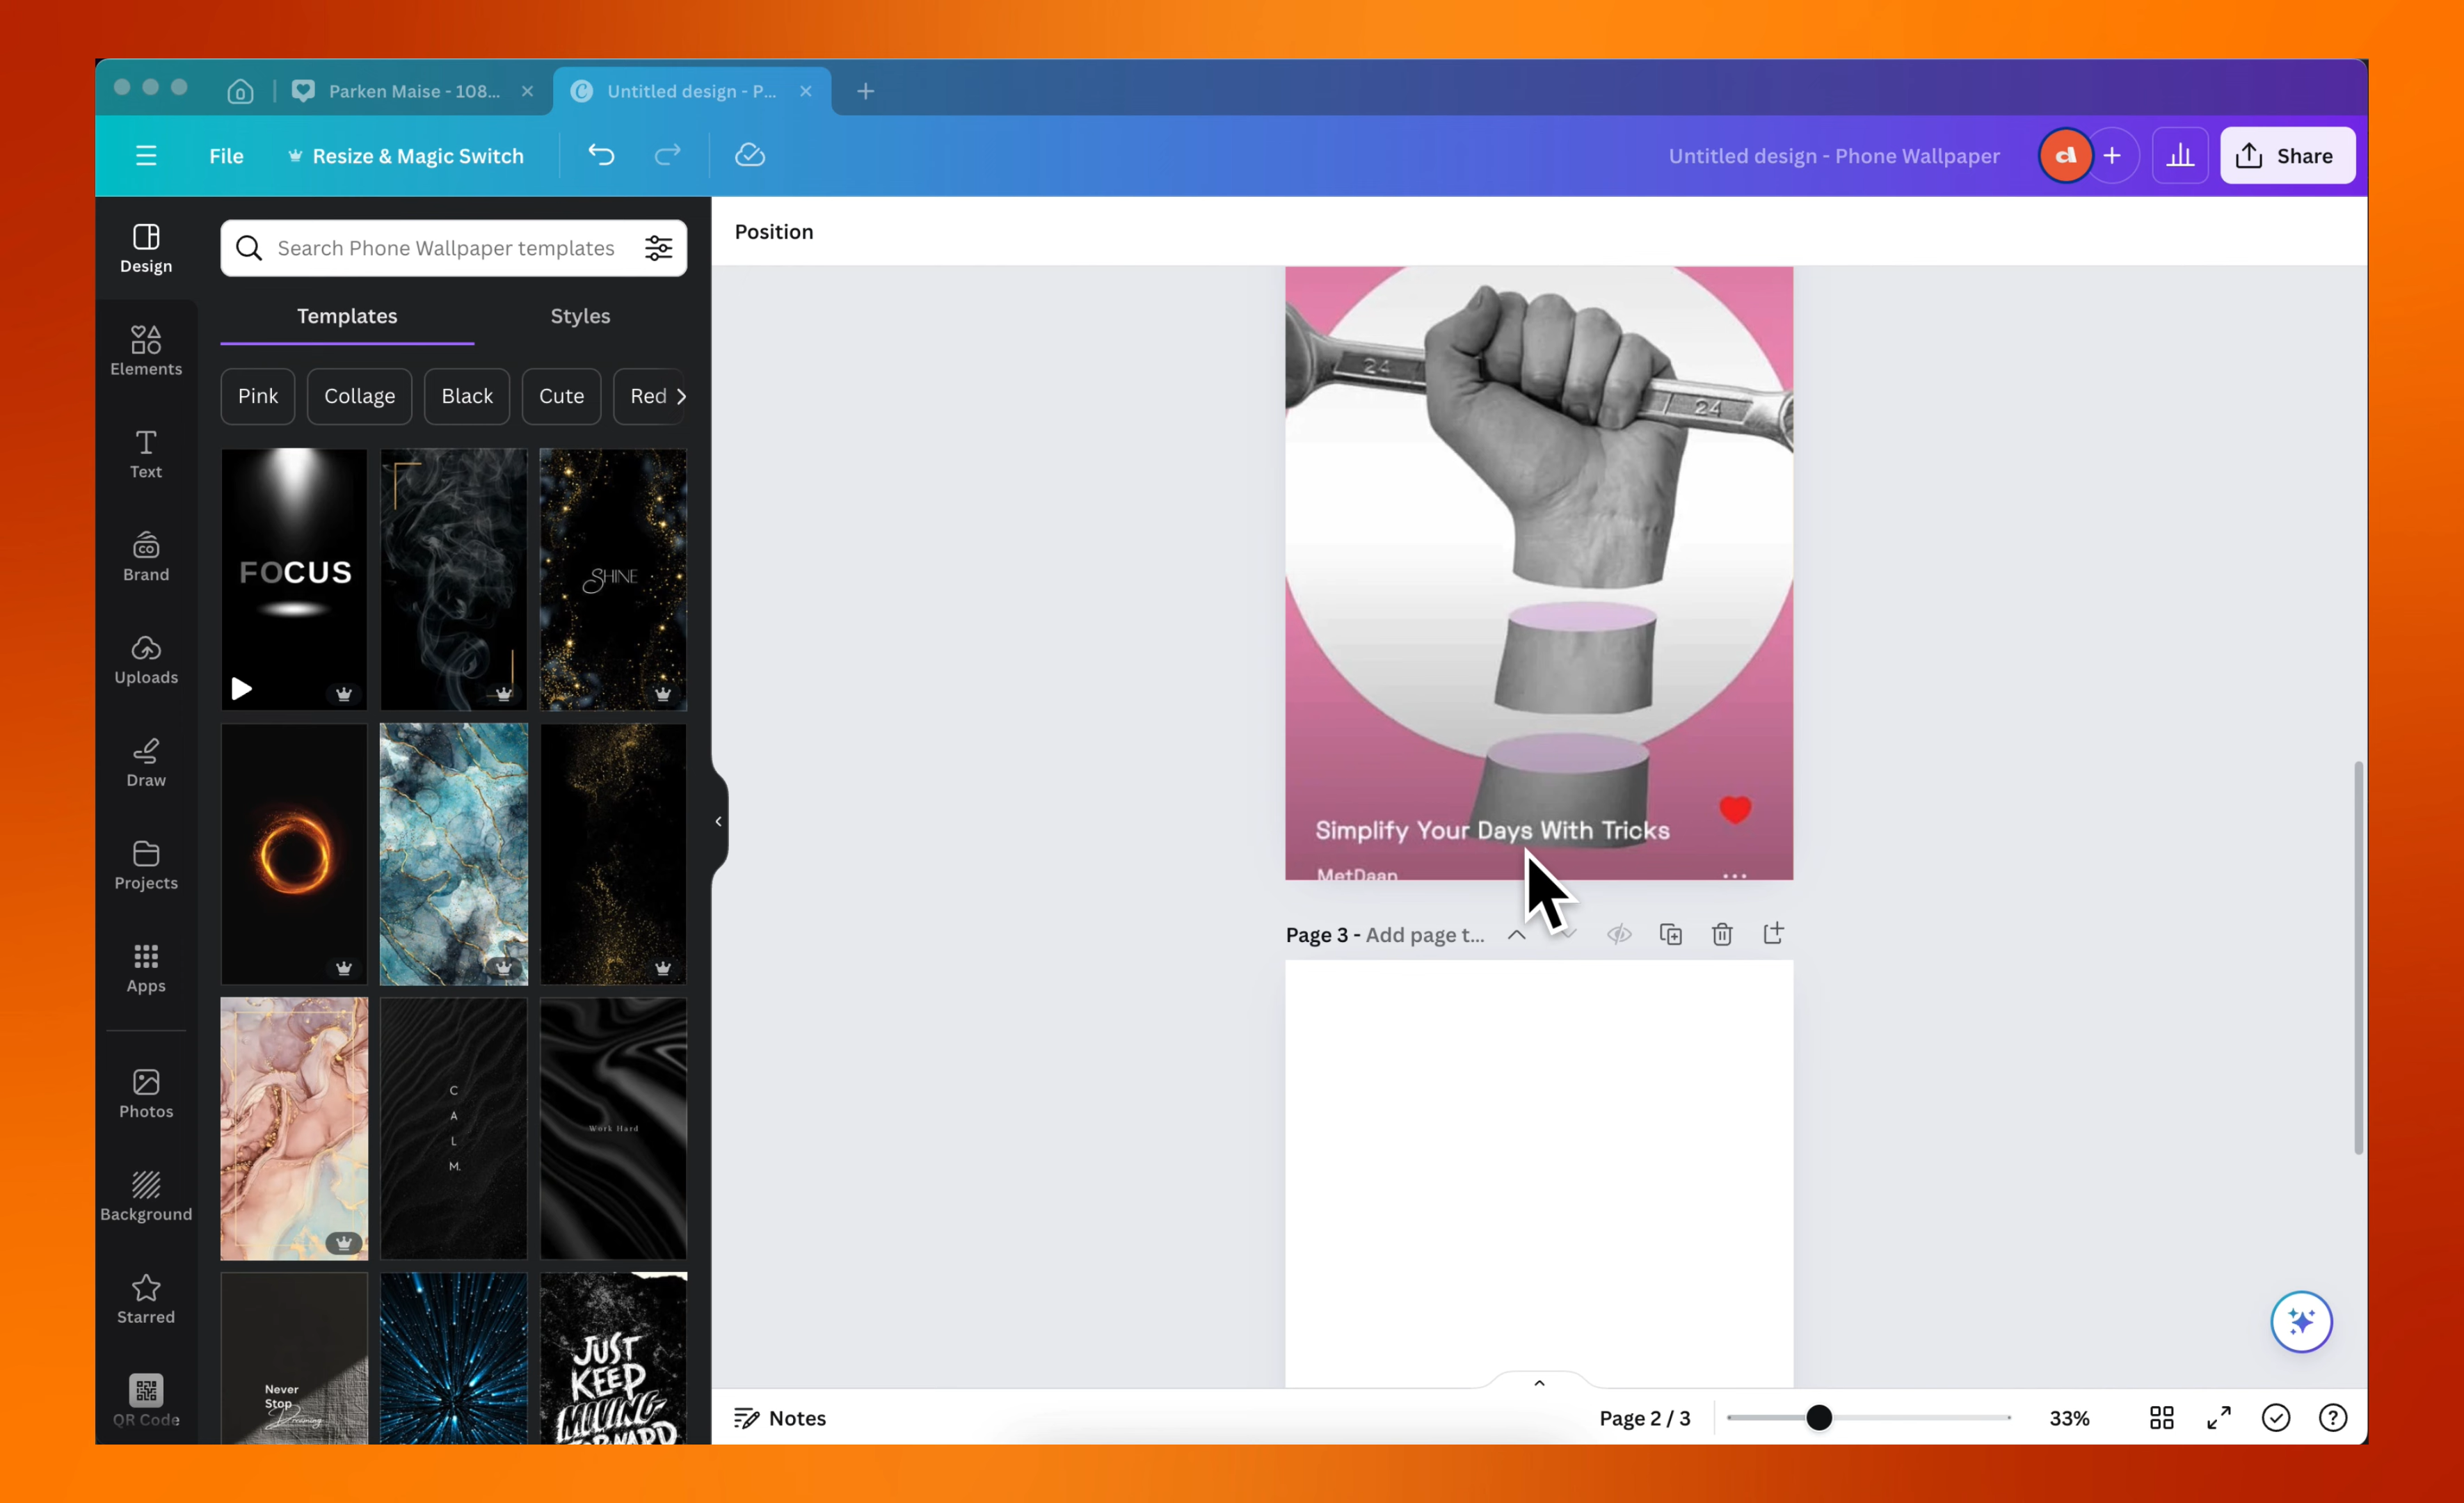 Parken Maise - 108...
Untitled design - P...
File
Resize & Magic Switch
Untitled design - Phone Wallpaper
d
Share
Design
Elements
Text
Brand
Uploads
Draw
Projects
Apps
Photos
Background
Starred
QR Code
Search Phone Wallpaper templates
Templates
Styles
Pink
Collage
Black
Cute
Red
FOCUS
SHINE
C
A
L
M.
Work Hard
Never
Stop
Dreaming
JUST
KEEP
MOVING
FORWARD
Position
24
24
Simplify Your Days With Tricks
MetDaan
...
Page 3 - Add page t...
Notes
Page 2 / 3
33%